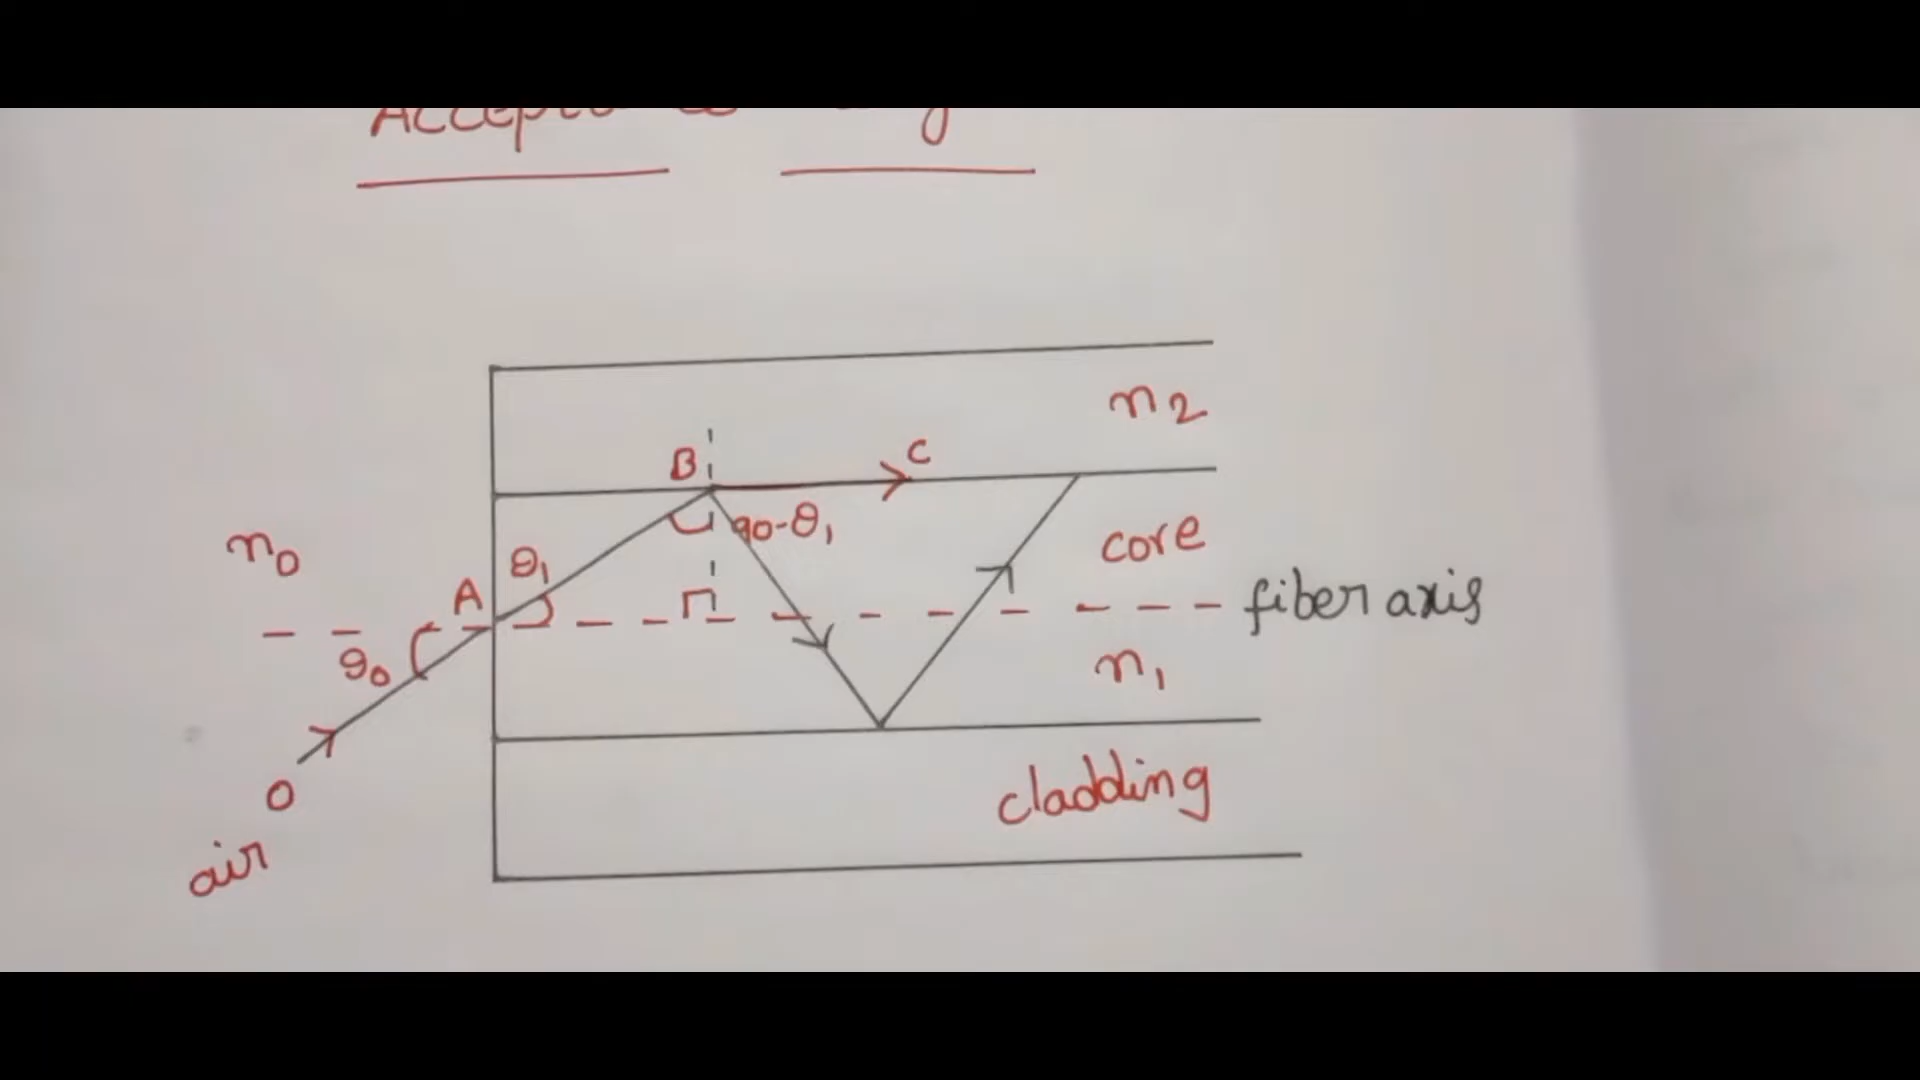 n2
B
C
90-θ1
n0
θ1
core
A
fiber axis
θ0
n1
O
cladding
air